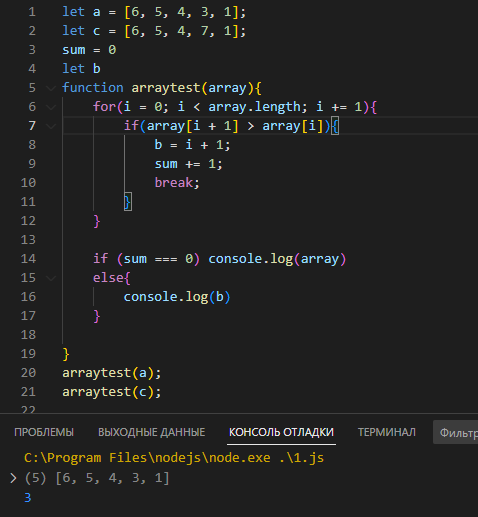 1 let a = [6, 5, 4, 3, 1];
2 let c = [6, 5, 4, 7, 1];
3 sum = 0
4 let b
5 function arraytest(array){
6 for(i = 0; i < array.length; i += 1){
7 if(array[i + 1] > array[i]){
8 b = i + 1;
9 sum += 1;
10 break;
11 }
12 }
13
14 if (sum === 0) console.log(array)
15 else{
16 console.log(b)
17 }
18
19 }
20 arraytest(a);
21 arraytest(c);
22
ПРОБЛЕМЫ ВЫХОДНЫЕ ДАННЫЕ КОНСОЛЬ ОТЛАДКИ ТЕРМИНАЛ Фильтр
C:\Program Files\nodejs\node.exe .\1.js
> (5) [6, 5, 4, 3, 1]
3